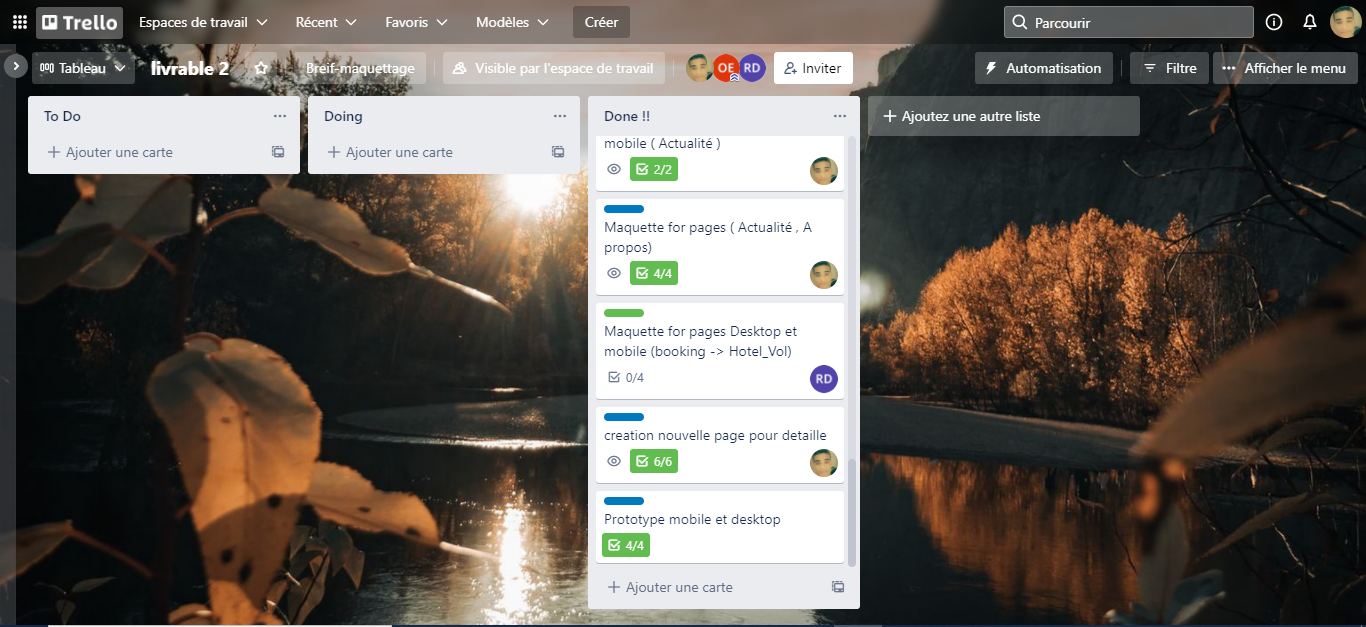 Trello Espaces de travail Récent Favoris Modèles Créer Parcourir
Tableau livrable 2 Breif-maquettage Visible par l'espace de travail OE RD Inviter Automatisation Filtre Afficher le menu
To Do
Ajouter une carte
Doing
Ajouter une carte
Done !!
mobile ( Actualité )
2/2
Maquette for pages ( Actualité , A
propos)
4/4
Maquette for pages Desktop et
mobile (booking -> Hotel_Vol)
0/4 RD
creation nouvelle page pour detaille
6/6
Prototype mobile et desktop
4/4
Ajouter une carte
Ajoutez une autre liste